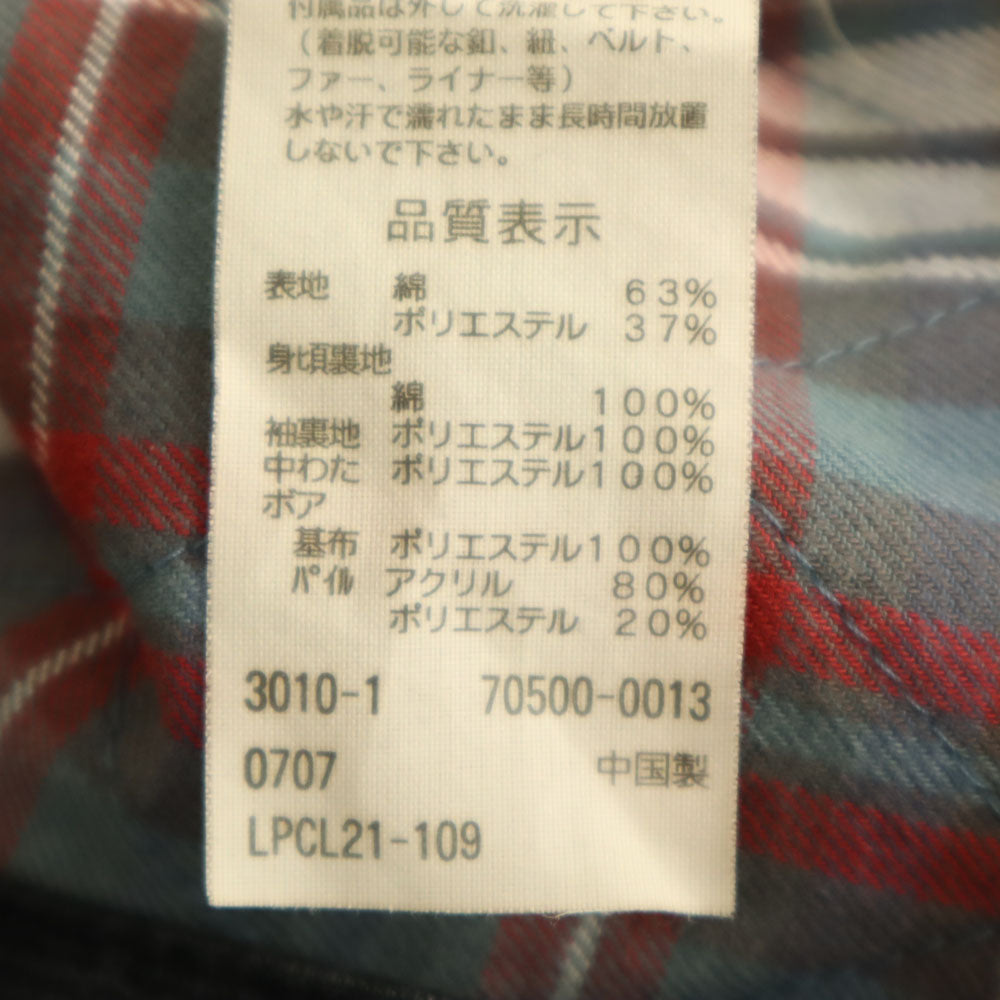 付属品は外して洗濯して下さい。
（着脱可能な釦、紐、ベルト、
ファー、ライナー等）
水や汗で濡れたまま長時間放置
しないで下さい。
品質表示
表地 綿 63%
ポリエステル 37%
身頃裏地
綿 100%
袖裏地 ポリエステル100%
中わた ポリエステル100%
ボア
基布 ポリエステル100%
ﾊﾟｲﾙ アクリル 80%
ポリエステル 20%
3010-1 70500-0013
0707 中国製
LPCL21-109